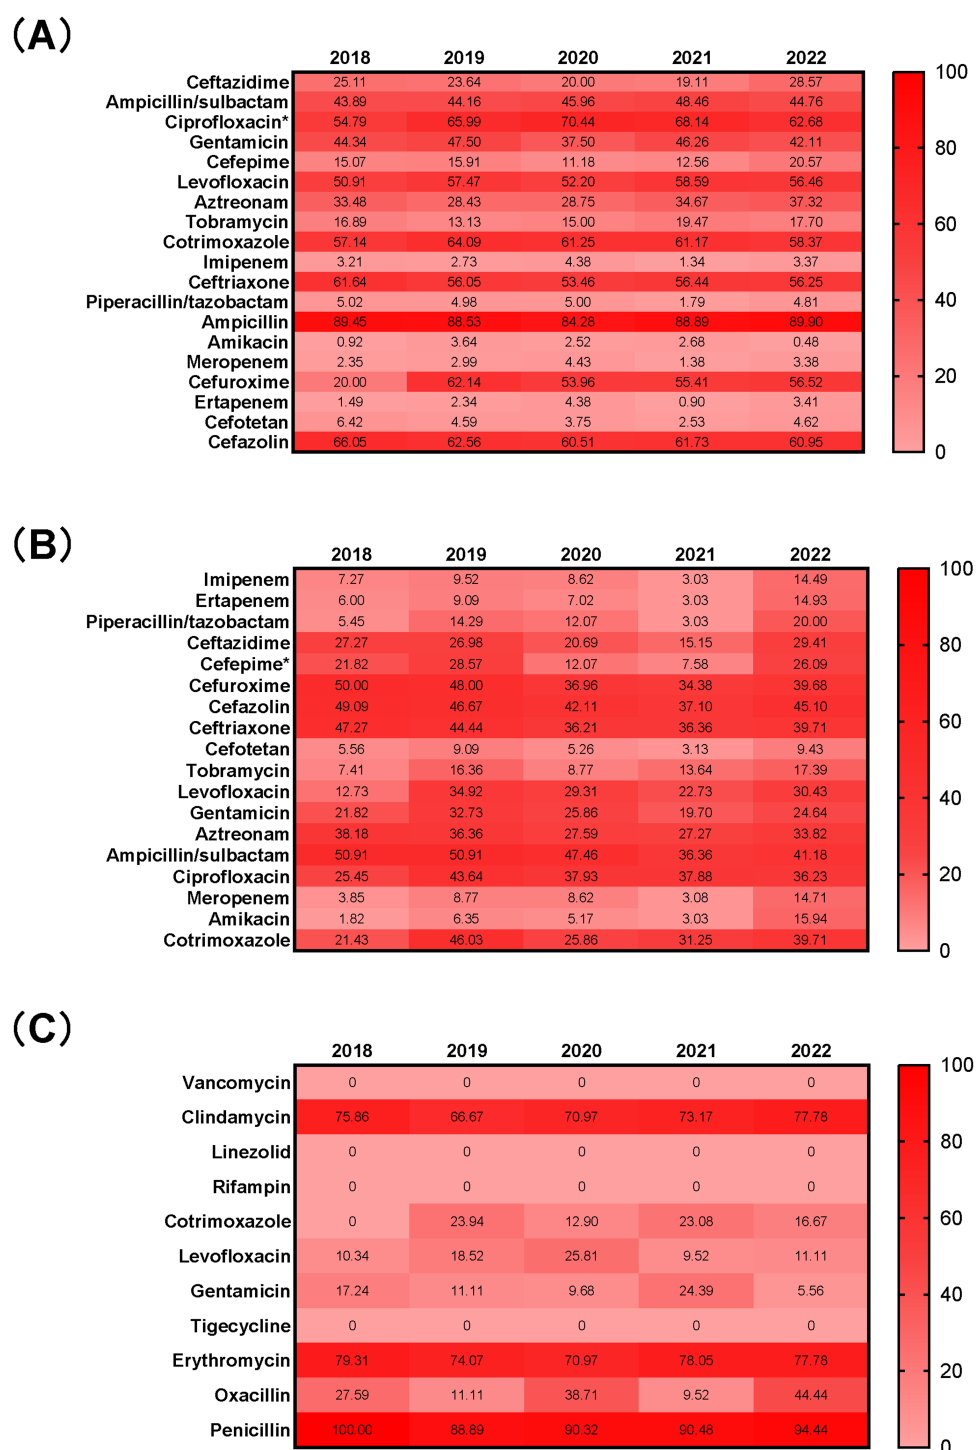 (A)
2018 2019 2020 2021 2022
Ceftazidime 25.11 23.64 20.00 19.11 28.57
Ampicillin/sulbactam 43.89 44.16 45.96 48.46 44.76
Ciprofloxacin* 54.79 65.99 70.44 68.14 62.68
Gentamicin 44.34 47.50 37.50 46.26 42.11
Cefepime 15.07 15.91 11.18 12.56 20.57
Levofloxacin 50.91 57.47 52.20 58.59 56.46
Aztreonam 33.48 28.43 28.75 34.67 37.32
Tobramycin 16.89 13.13 15.00 19.47 17.70
Cotrimoxazole 57.14 64.09 61.25 61.17 58.37
Imipenem 3.21 2.73 4.38 1.34 3.37
Ceftriaxone 61.64 56.05 53.46 56.44 56.25
Piperacillin/tazobactam 5.02 4.98 5.00 1.79 4.81
Ampicillin 89.45 88.53 84.28 88.89 89.90
Amikacin 0.92 3.64 2.52 2.68 0.48
Meropenem 2.35 2.99 4.43 1.38 3.38
Cefuroxime 20.00 62.14 53.96 55.41 56.52
Ertapenem 1.49 2.34 4.38 0.90 3.41
Cefotetan 6.42 4.59 3.75 2.53 4.62
Cefazolin 66.05 62.56 60.51 61.73 60.95
100
80
60
40
20
0
(B)
2018 2019 2020 2021 2022
Imipenem 7.27 9.52 8.62 3.03 14.49
Ertapenem 6.00 9.09 7.02 3.03 14.93
Piperacillin/tazobactam 5.45 14.29 12.07 3.03 20.00
Ceftazidime 27.27 26.98 20.69 15.15 29.41
Cefepime* 21.82 28.57 12.07 7.58 26.09
Cefuroxime 50.00 48.00 36.96 34.38 39.68
Cefazolin 49.09 46.67 42.11 37.10 45.10
Ceftriaxone 47.27 44.44 36.21 36.36 39.71
Cefotetan 5.56 9.09 5.26 3.13 9.43
Tobramycin 7.41 16.36 8.77 13.64 17.39
Levofloxacin 12.73 34.92 29.31 22.73 30.43
Gentamicin 21.82 32.73 25.86 19.70 24.64
Aztreonam 38.18 36.36 27.59 27.27 33.82
Ampicillin/sulbactam 50.91 50.91 47.46 36.36 41.18
Ciprofloxacin 25.45 43.64 37.93 37.88 36.23
Meropenem 3.85 8.77 8.62 3.08 14.71
Amikacin 1.82 6.35 5.17 3.03 15.94
Cotrimoxazole 21.43 46.03 25.86 31.25 39.71
100
80
60
40
20
0
(C)
2018 2019 2020 2021 2022
Vancomycin 0 0 0 0 0
Clindamycin 75.86 66.67 70.97 73.17 77.78
Linezolid 0 0 0 0 0
Rifampin 0 0 0 0 0
Cotrimoxazole 0 23.94 12.90 23.08 16.67
Levofloxacin 10.34 18.52 25.81 9.52 11.11
Gentamicin 17.24 11.11 9.68 24.39 5.56
Tigecycline 0 0 0 0 0
Erythromycin 79.31 74.07 70.97 78.05 77.78
Oxacillin 27.59 11.11 38.71 9.52 44.44
Penicillin 100.00 88.89 90.32 90.48 94.44
100
80
60
40
20
0